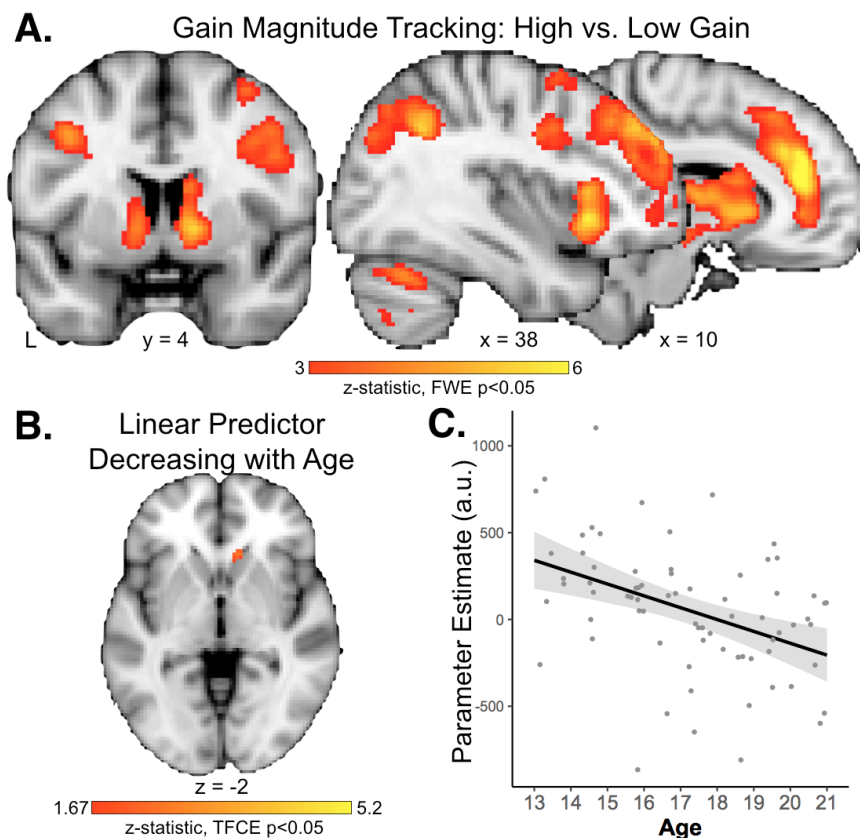 A.
Gain Magnitude Tracking: High vs. Low Gain
L
y = 4
x = 38
x = 10
3
6
z-statistic, FWE p<0.05
B.
Linear Predictor
Decreasing with Age
z = -2
1.67
5.2
z-statistic, TFCE p<0.05
C.
Parameter Estimate (a.u.)
1000
500
0
-500
13 14 15 16 17 18 19 20 21
Age